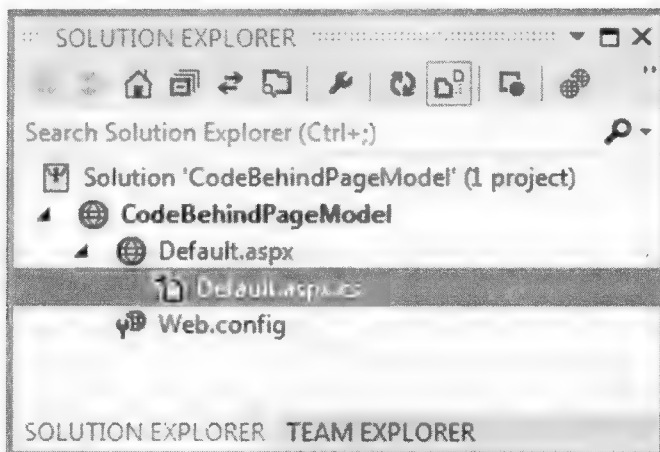 SOLUTION EXPLORER
Search Solution Explorer (Ctrl+;)
Solution 'CodeBehindPageModel' (1 project)
CodeBehindPageModel
Default.aspx
Default.aspx.cs
Web.config
SOLUTION EXPLORER TEAM EXPLORER